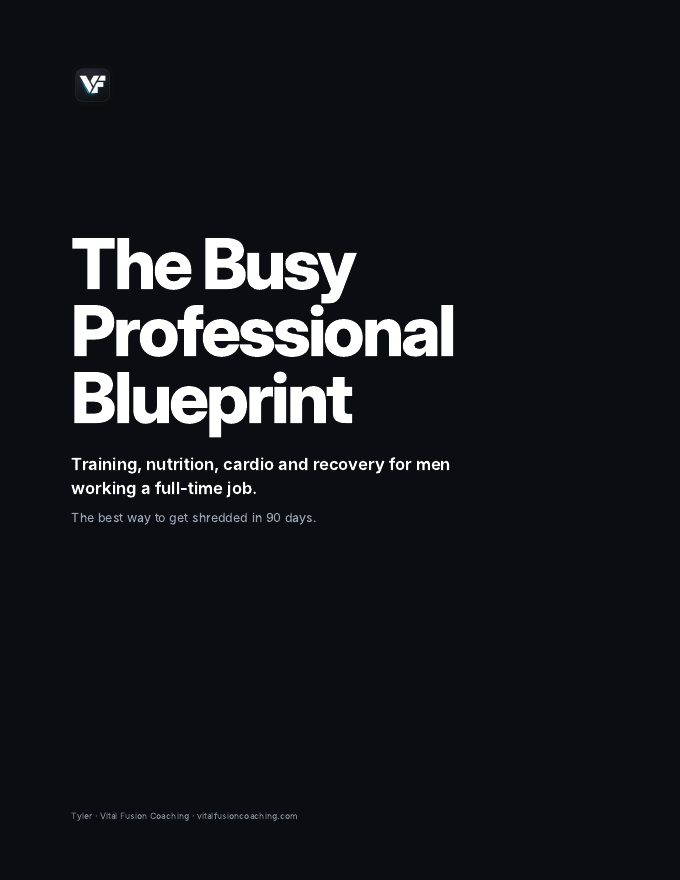 VF
The Busy
Professional
Blueprint
Training, nutrition, cardio and recovery for men
working a full-time job.
The best way to get shredded in 90 days.
Tyler · Vital Fusion Coaching · vitalfusioncoaching.com